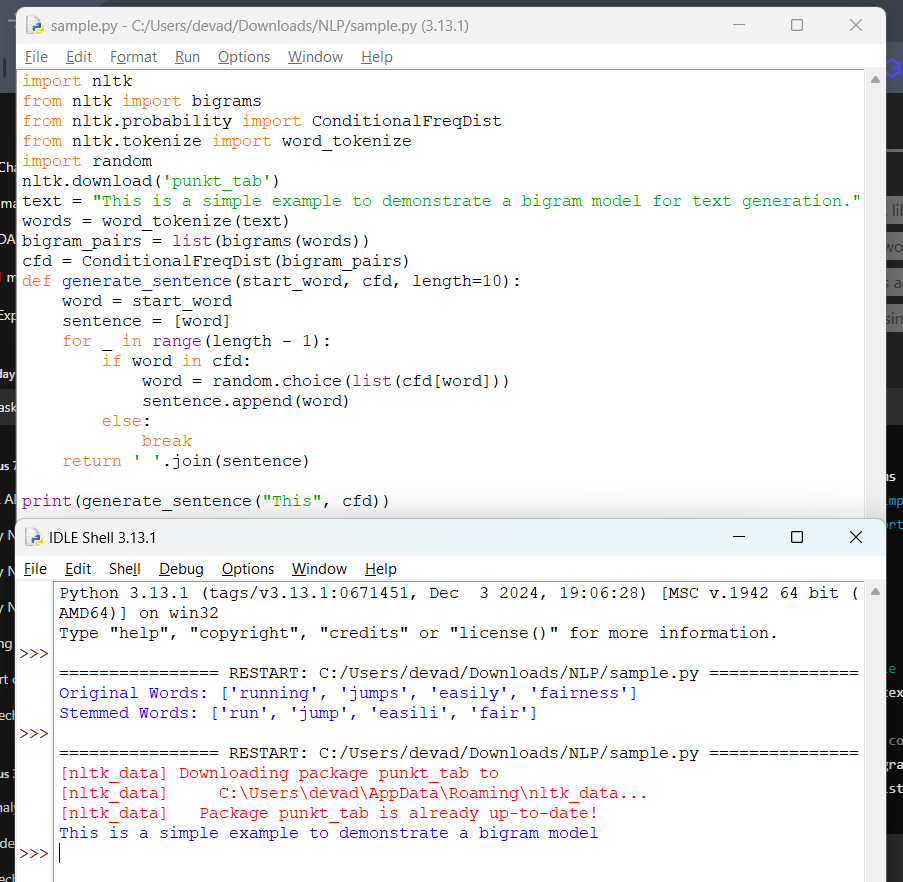 sample.py - C:/Users/devad/Downloads/NLP/sample.py (3.13.1)
File Edit Format Run Options Window Help
import nltk
from nltk import bigrams
from nltk.probability import ConditionalFreqDist
from nltk.tokenize import word_tokenize
import random
nltk.download('punkt_tab')
text = "This is a simple example to demonstrate a bigram model for text generation."
words = word_tokenize(text)
bigram_pairs = list(bigrams(words))
cfd = ConditionalFreqDist(bigram_pairs)
def generate_sentence(start_word, cfd, length=10):
    word = start_word
    sentence = [word]
    for _ in range(length - 1):
        if word in cfd:
            word = random.choice(list(cfd[word]))
            sentence.append(word)
        else:
            break
    return ' '.join(sentence)
print(generate_sentence("This", cfd))
IDLE Shell 3.13.1
File Edit Shell Debug Options Window Help
Python 3.13.1 (tags/v3.13.1:0671451, Dec  3 2024, 19:06:28) [MSC v.1942 64 bit (
AMD64)] on win32
Type "help", "copyright", "credits" or "license()" for more information.
>>>
================ RESTART: C:/Users/devad/Downloads/NLP/sample.py ===============
Original Words: ['running', 'jumps', 'easily', 'fairness']
Stemmed Words: ['run', 'jump', 'easili', 'fair']
>>>
================ RESTART: C:/Users/devad/Downloads/NLP/sample.py ===============
[nltk_data] Downloading package punkt_tab to
[nltk_data]     C:\Users\devad\AppData\Roaming\nltk_data...
[nltk_data]   Package punkt_tab is already up-to-date!
This is a simple example to demonstrate a bigram model
>>>